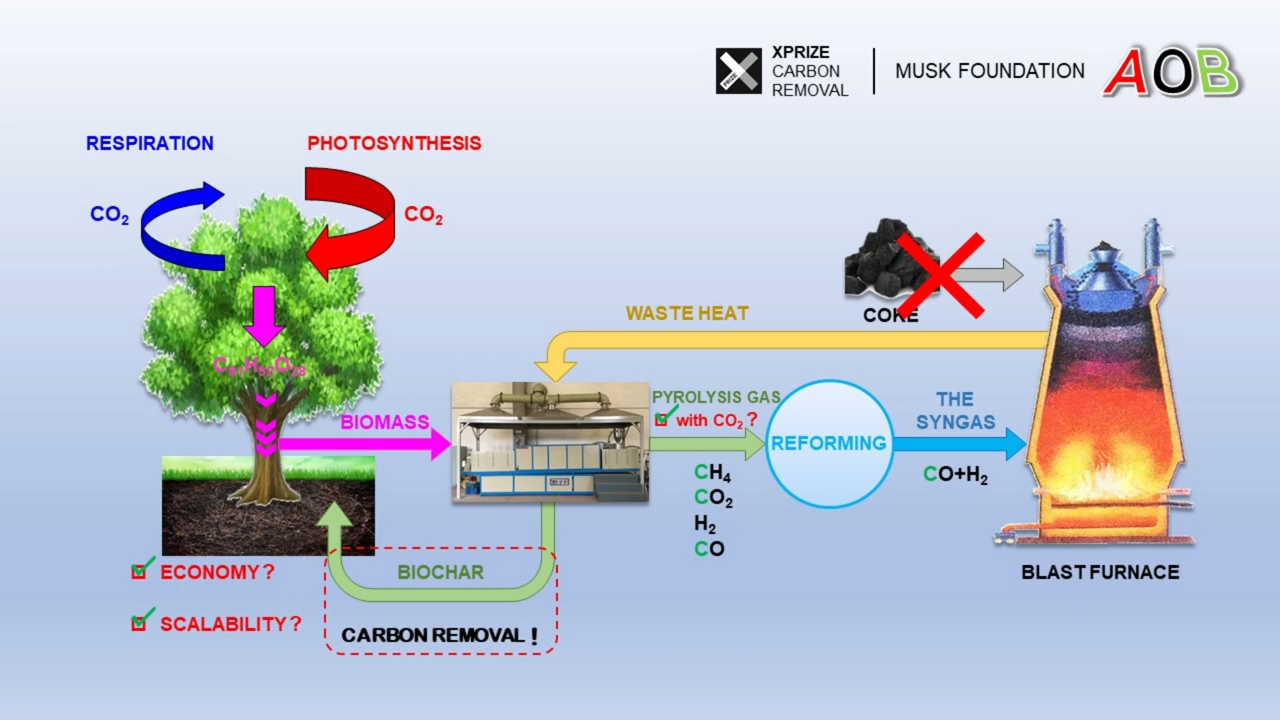 XPRIZE
CARBON
REMOVAL
MUSK FOUNDATION
AOB
RESPIRATION
PHOTOSYNTHESIS
CO₂
CO₂
COKE
WASTE HEAT
BIOMASS
PYROLYSIS GAS
with CO₂ ?
REFORMING
THE
SYNGAS
CH₄
CO₂
H₂
CO
CO+H₂
BLAST FURNACE
ECONOMY ?
BIOCHAR
SCALABILITY ?
CARBON REMOVAL !